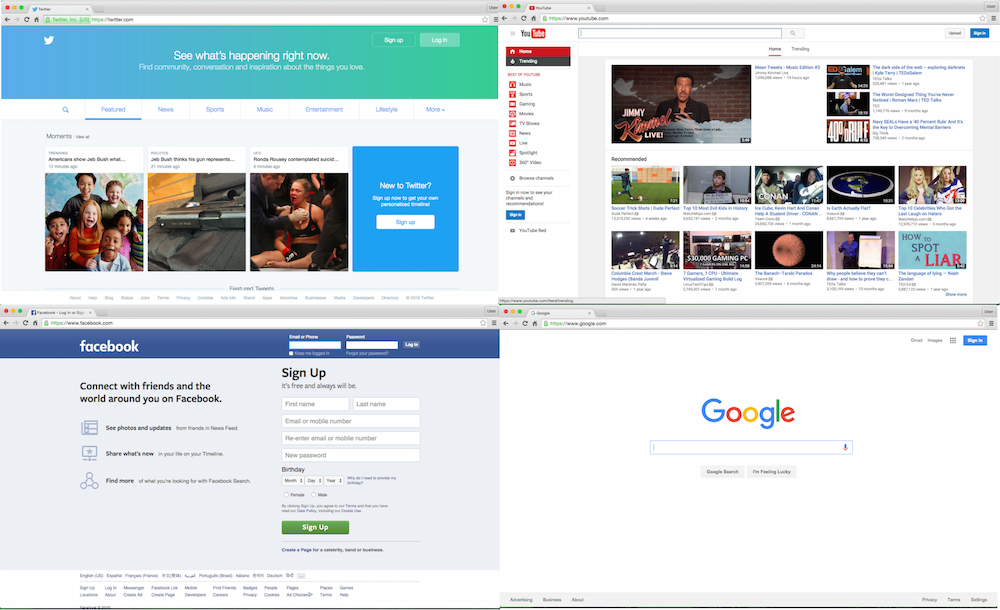 Twitter
User
Twitter, Inc. [US]
https://twitter.com
Sign up
Log in
See what's happening right now.
Find community, conversation and inspiration about the things you love.
Featured
News
Sports
Music
Entertainment
Lifestyle
More
Moments
View all
TRENDING
Americans show Jeb Bush what...
12 minutes ago
POLITICS
Jeb Bush thinks his gun represents...
21 minutes ago
UFC
Ronda Rousey contemplated suicid...
New to Twitter?
Sign up now to get your own
personalized timeline!
Sign up
Featured Tweets
About Help Blog Status Jobs Terms Privacy Cookies Ads info Brand Apps Advertise Businesses Media Developers Directory © 2016 Twitter
YouTube
User
https://www.youtube.com
YouTube
Upload
Sign in
Home
Trending
BEST OF YOUTUBE
Music
Sports
Gaming
Movies
TV Shows
News
Live
Spotlight
360° Video
Browse channels
Sign in now to see your
channels and
recommendations!
Sign in
YouTube Red
Home
Trending
JIMMY
Kimmel
LIVE!
Mean Tweets - Music Edition #3
Jimmy Kimmel Live
The dark side of the web -- exploring darknets
| Kyle Terry | TEDxSalem
TEDx Talks
The Worst-Designed Thing You've Never
Noticed | Roman Mars | TED Talks
TED
Navy SEALs Have a '40 Percent Rule' And It's
the Key to Overcoming Mental Barriers
Big Think
Recommended
Soccer Trick Shots | Dude Perfect
Dude Perfect
Top 10 Most Evil Kids in History
WatchMojo.com
Ice Cube, Kevin Hart And Conan
Help A Student Driver - CONAN...
Team Coco
Is Earth Actually Flat?
Vsauce
Top 10 Celebrities Who Got the
Last Laugh on Haters
WatchMojo.com
Columbia Crest March - Steve
Hodges (Sanda Juvenil
David Martinez Peña
$30,000 GAMING PC
7 Gamers, 1 CPU - Ultimate
Virtualized Gaming Build Log
LinusTechTips
The Banach–Tarski Paradox
Vsauce
Why people believe they can't
draw - and how to prove they c...
TEDx Talks
HOW TO
SPOT
A
LIAR
The language of lying — Noah
Zandan
TED-Ed
Show more
https://www.youtube.com/feed/trending
Facebook - Log In or Sign
User
https://www.facebook.com
facebook
Email or Phone
Password
Log In
Keep me logged in
Forgot your password?
Connect with friends and the
world around you on Facebook.
See photos and updates from friends in News Feed.
Share what's new in your life on your Timeline.
Find more of what you're looking for with Facebook Search.
Sign Up
It's free and always will be.
First name
Last name
Email or mobile number
Re-enter email or mobile number
New password
Birthday
Month
Day
Year
Why do I need to provide my
birthday?
Female
Male
By clicking Sign Up, you agree to our Terms and that you have
read our Data Policy, including our Cookie Use.
Sign Up
Create a Page for a celebrity, band or business.
English (US) Español Français (France) 中文(简体) العربية Português (Brasil) Italiano 한국어 Deutsch हिन्दी
Sign Up Log In Messenger Facebook Lite Mobile Find Friends Badges People Pages Places Games
Locations About Create Ad Create Page Developers Careers Privacy Cookies Ad Choices Terms Help
Google
User
https://www.google.com
Gmail
Images
Sign in
Google
Google Search
I'm Feeling Lucky
Advertising
Business
About
Privacy
Terms
Settings